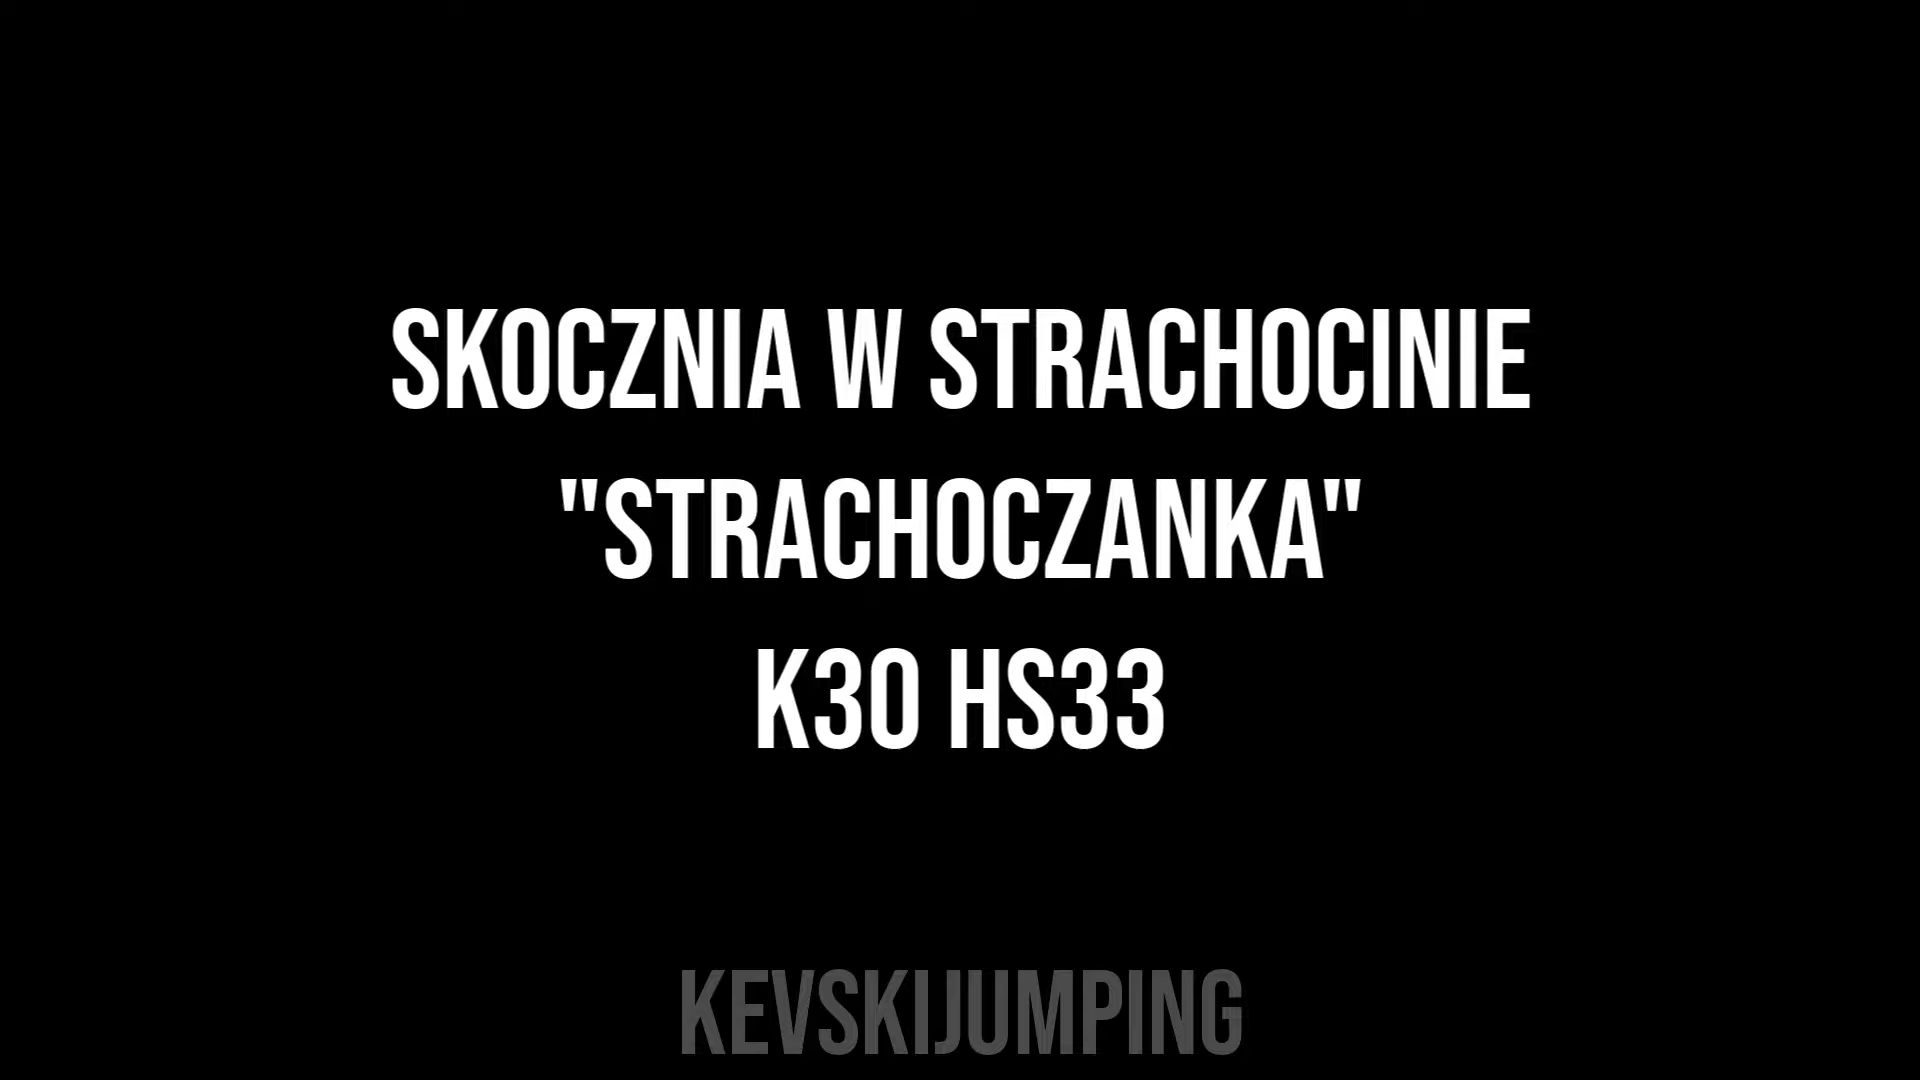 SKOCZNIA W STRACHOCINIE
"STRACHOCZANKA"
K30 HS33
KEVSKIJUMPING